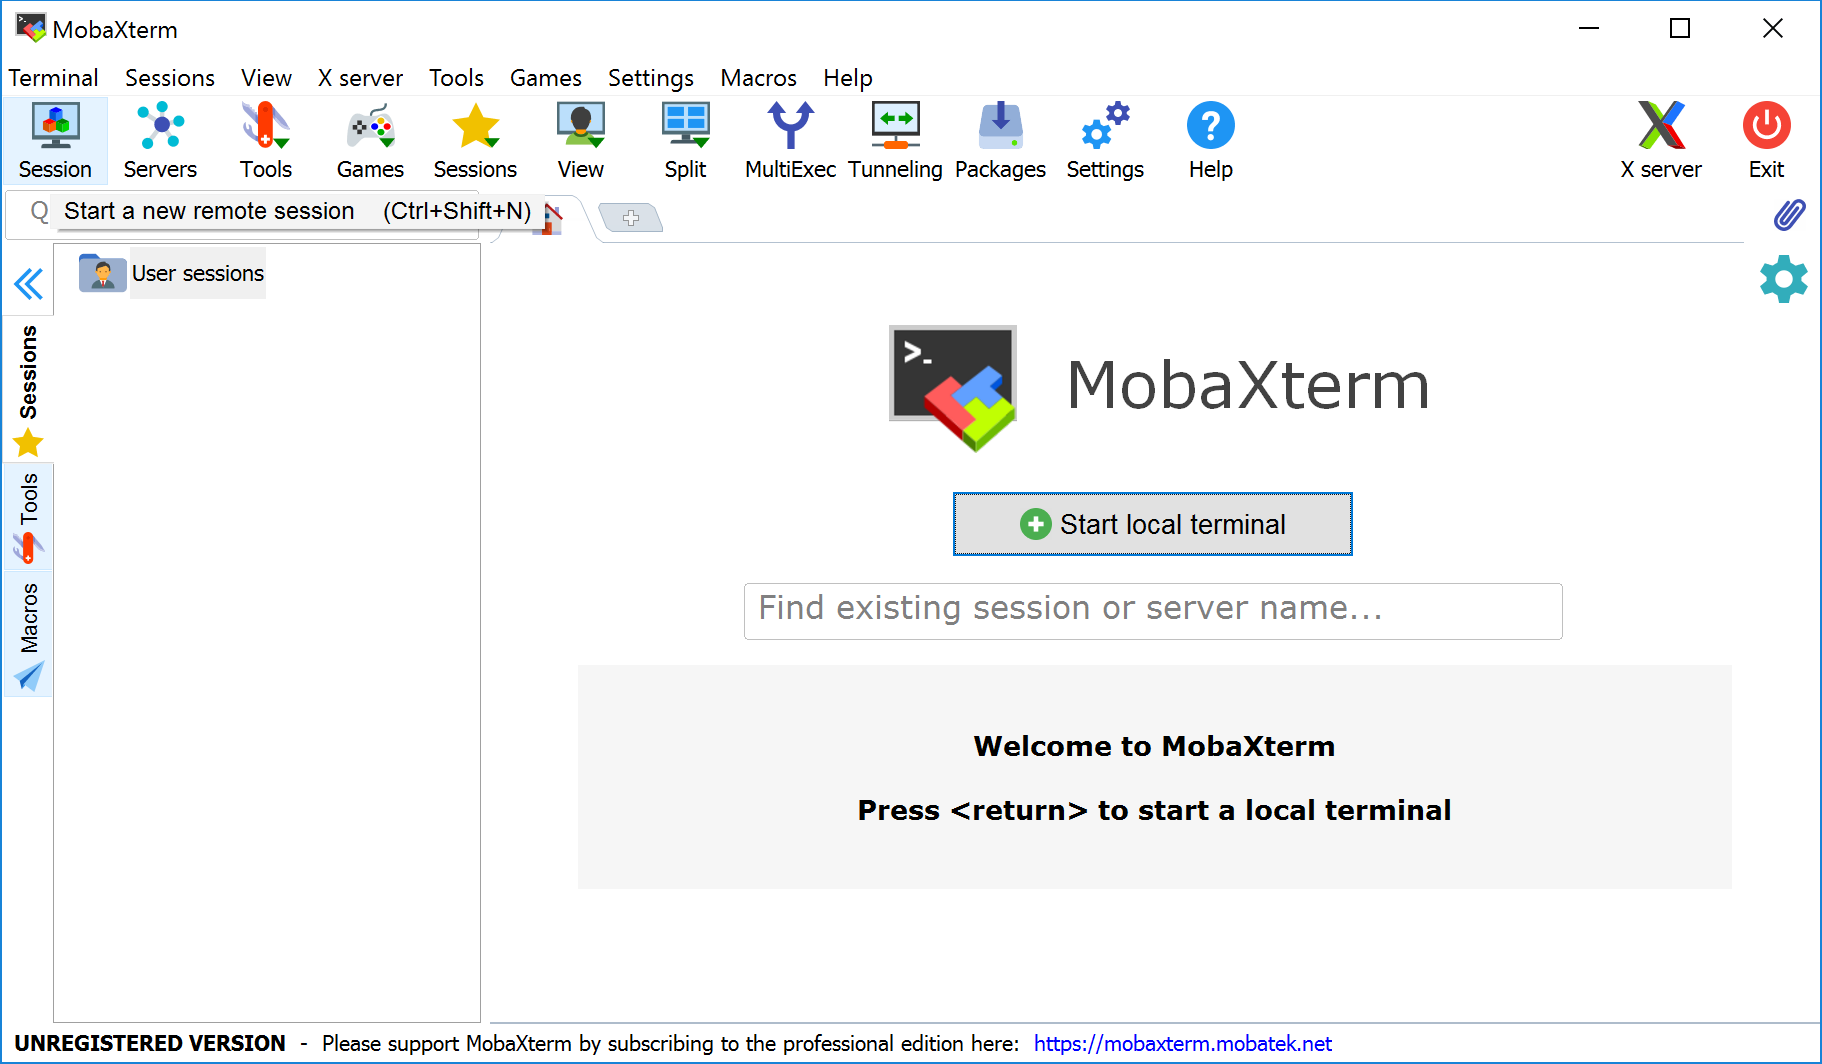 MobaXterm
Terminal Sessions View X server Tools Games Settings Macros Help
Session Servers Tools Games Sessions View Split MultiExec Tunneling Packages Settings Help X server Exit
Q Start a new remote session (Ctrl+Shift+N)
User sessions
Sessions
Tools
Macros
>_
MobaXterm
Start local terminal
Find existing session or server name...
Welcome to MobaXterm
Press <return> to start a local terminal
UNREGISTERED VERSION - Please support MobaXterm by subscribing to the professional edition here: https://mobaxterm.mobatek.net